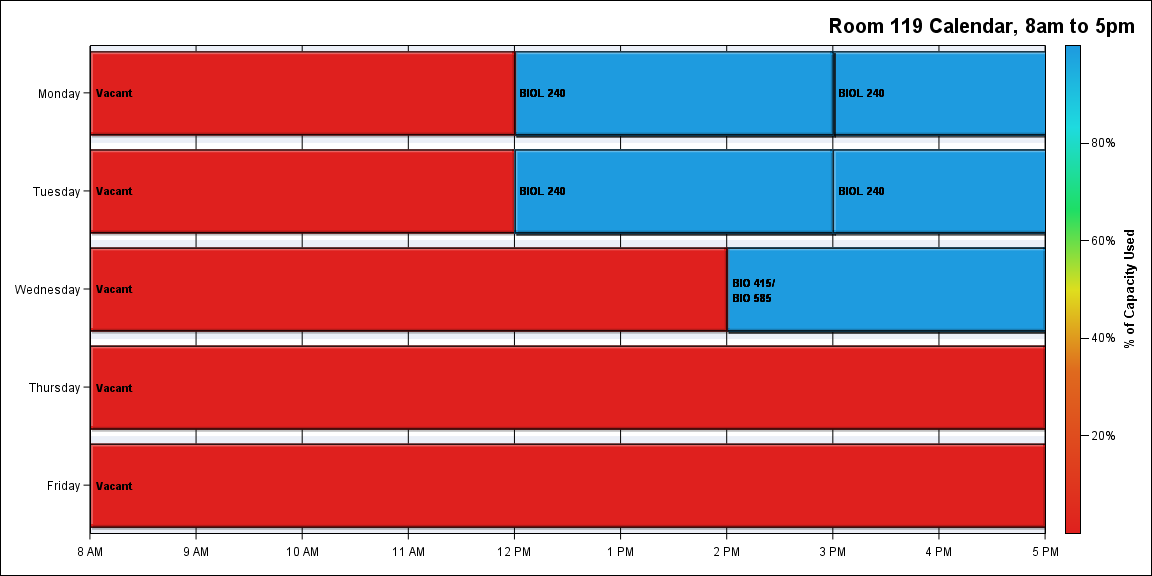 Room 119 Calendar, 8am to 5pm
Monday
Vacant
BIOL 240
BIOL 240
Tuesday
Vacant
BIOL 240
BIOL 240
Wednesday
Vacant
BIO 415/
BIO 585
Thursday
Vacant
Friday
Vacant
8 AM
9 AM
10 AM
11 AM
12 PM
1 PM
2 PM
3 PM
4 PM
5 PM
80%
60%
40%
20%
% of Capacity Used